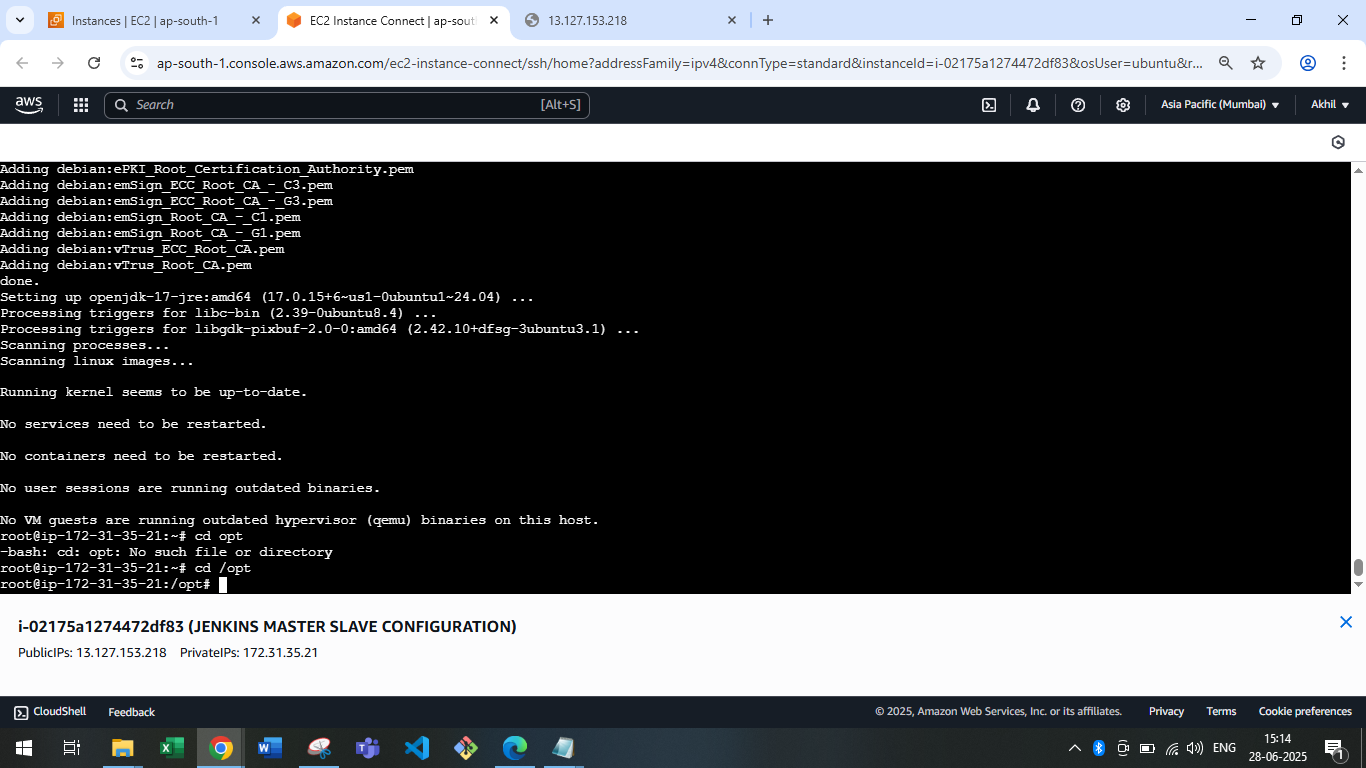 Instances | EC2 | ap-south-1
EC2 Instance Connect | ap-sout
13.127.153.218
ap-south-1.console.aws.amazon.com/ec2-instance-connect/ssh/home?addressFamily=ipv4&connType=standard&instanceId=i-02175a1274472df83&osUser=ubuntu&r...
aws
Search
[Alt+S]
Asia Pacific (Mumbai)
Akhil
Adding debian:ePKI_Root_Certification_Authority.pem
Adding debian:emSign_ECC_Root_CA_-_C3.pem
Adding debian:emSign_ECC_Root_CA_-_G3.pem
Adding debian:emSign_Root_CA_-_C1.pem
Adding debian:emSign_Root_CA_-_G1.pem
Adding debian:vTrus_ECC_Root_CA.pem
Adding debian:vTrus_Root_CA.pem
done.
Setting up openjdk-17-jre:amd64 (17.0.15+6~us1-0ubuntu1~24.04) ...
Processing triggers for libc-bin (2.39-0ubuntu8.4) ...
Processing triggers for libgdk-pixbuf-2.0-0:amd64 (2.42.10+dfsg-3ubuntu3.1) ...
Scanning processes...
Scanning linux images...
Running kernel seems to be up-to-date.
No services need to be restarted.
No containers need to be restarted.
No user sessions are running outdated binaries.
No VM guests are running outdated hypervisor (qemu) binaries on this host.
root@ip-172-31-35-21:~# cd opt
-bash: cd: opt: No such file or directory
root@ip-172-31-35-21:~# cd /opt
root@ip-172-31-35-21:/opt#
i-02175a1274472df83 (JENKINS MASTER SLAVE CONFIGURATION)
PublicIPs: 13.127.153.218 PrivateIPs: 172.31.35.21
CloudShell
Feedback
© 2025, Amazon Web Services, Inc. or its affiliates.
Privacy
Terms
Cookie preferences
ENG
15:14
28-06-2025
1